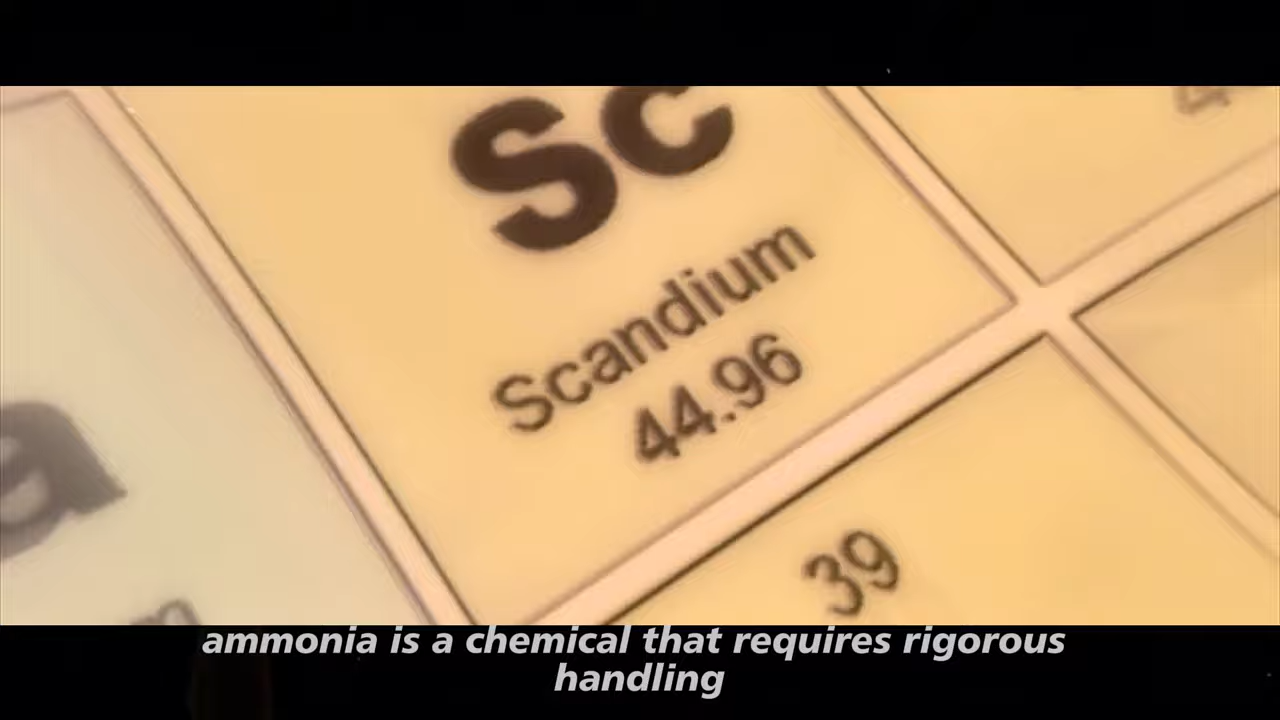 Sc
Scandium
44.96
39
ammonia is a chemical that requires rigorous
handling